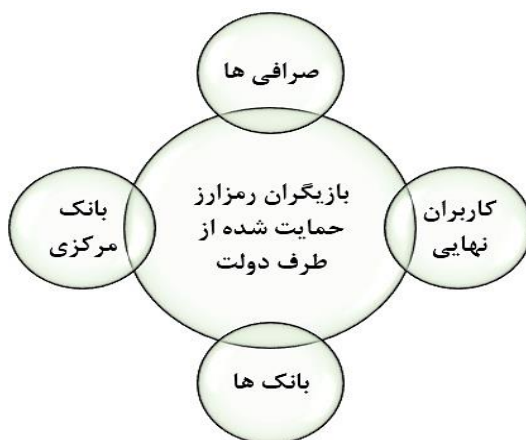 صرافی ها
بازیگران رمزارز
حمایت شده از
طرف دولت
کاربران
نهایی
بانک
مرکزی
بانک ها